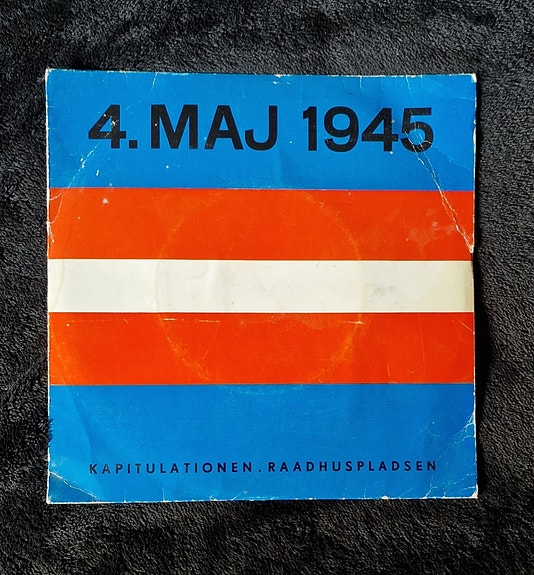 4. MAJ 1945
KAPITULATIONEN. RAADHUSPLADSEN